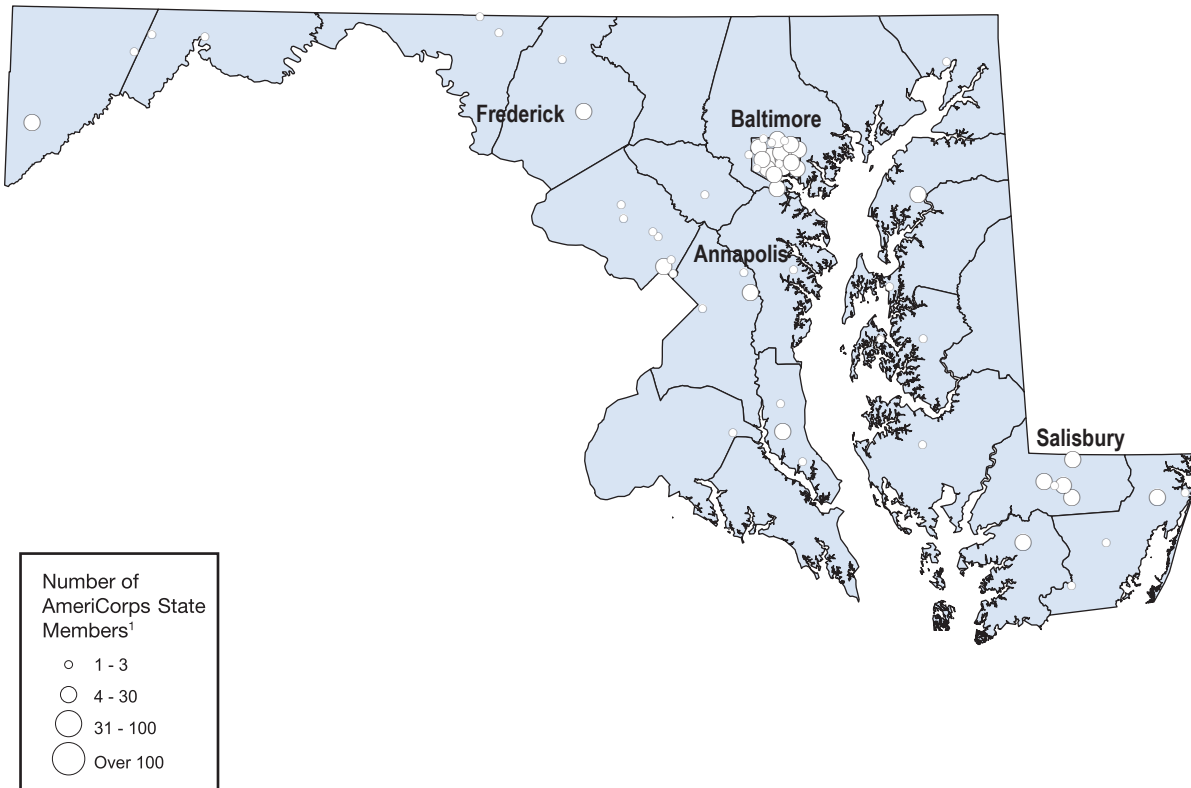 Frederick
Baltimore
Annapolis
Salisbury
Number of
AmeriCorps State
Members¹
1 - 3
4 - 30
31 - 100
Over 100